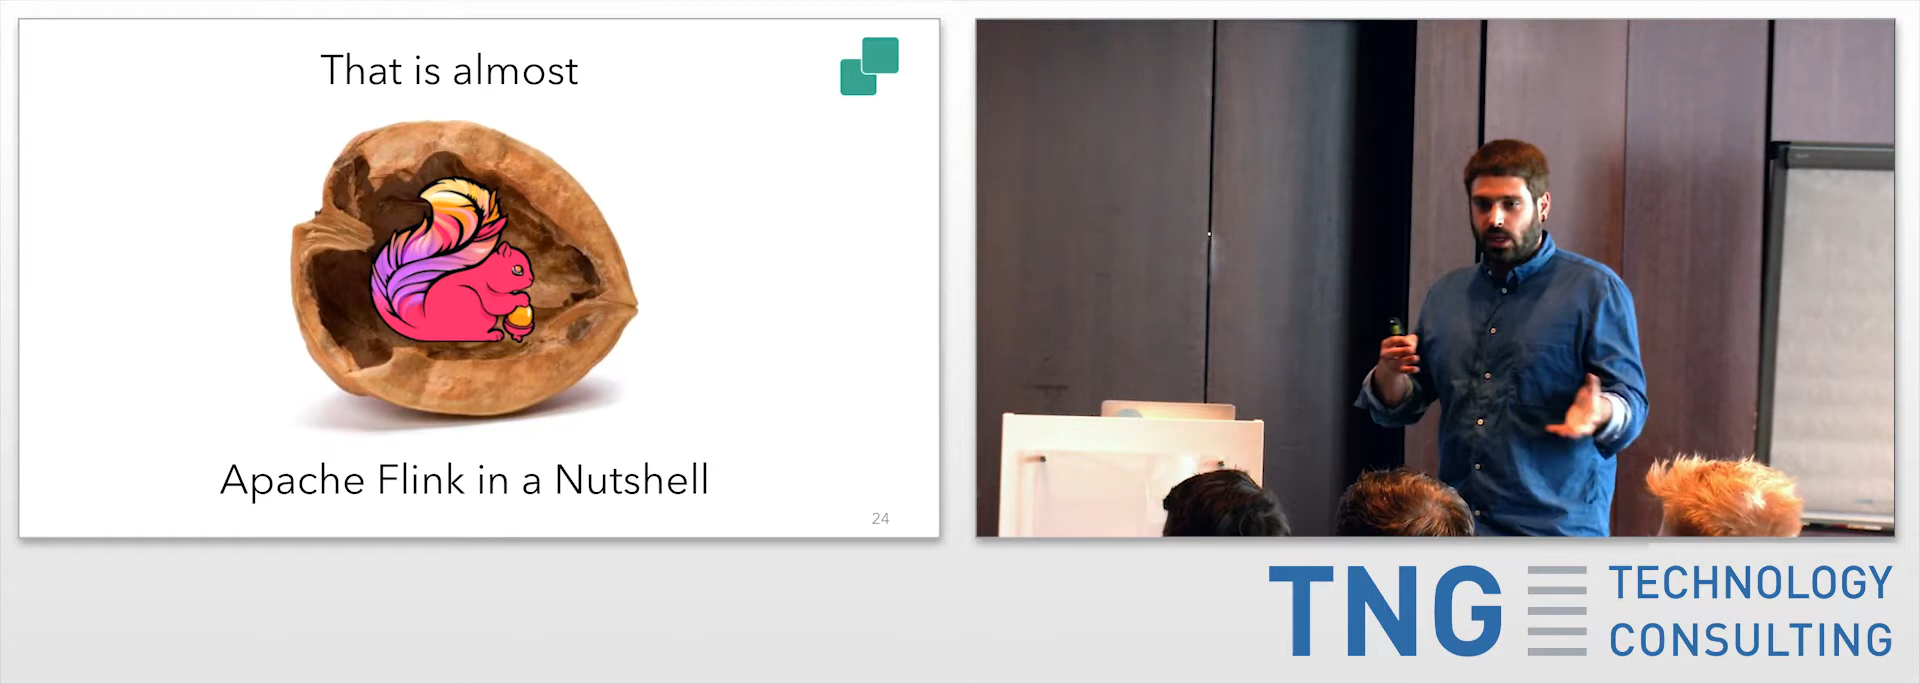 That is almost
Apache Flink in a Nutshell
24
TNG TECHNOLOGY
CONSULTING